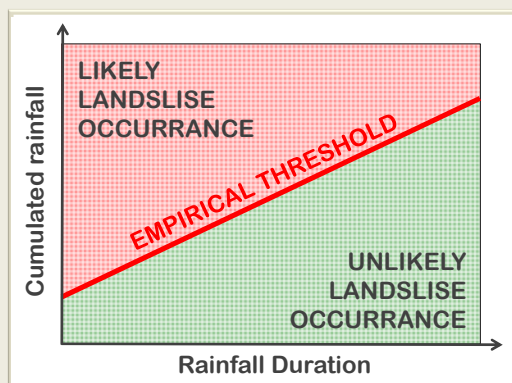 LIKELY
LANDSLISE
OCCURRANCE
EMPIRICAL THRESHOLD
UNLIKELY
LANDSLISE
OCCURRANCE
Cumulated rainfall
Rainfall Duration